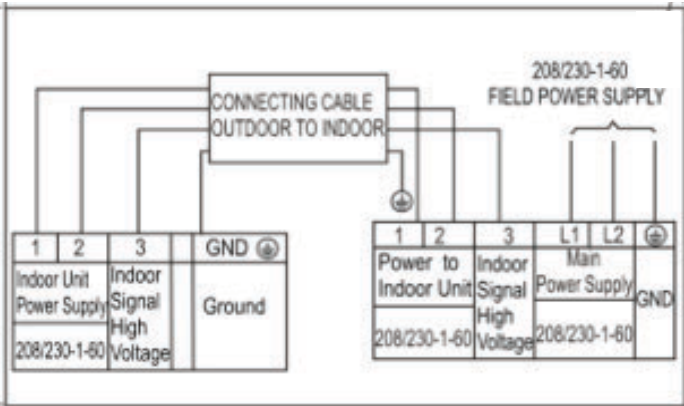 208/230-1-60
FIELD POWER SUPPLY
CONNECTING CABLE
OUTDOOR TO INDOOR
1 2 3 GND
Indoor Unit
Power Supply
208/230-1-60
Indoor
Signal
High
Voltage
Ground
1 2 3 L1 L2
Power to
Indoor Unit
208/230-1-60
Indoor
Signal
High
Voltage
Main
Power Supply
208/230-1-60
GND